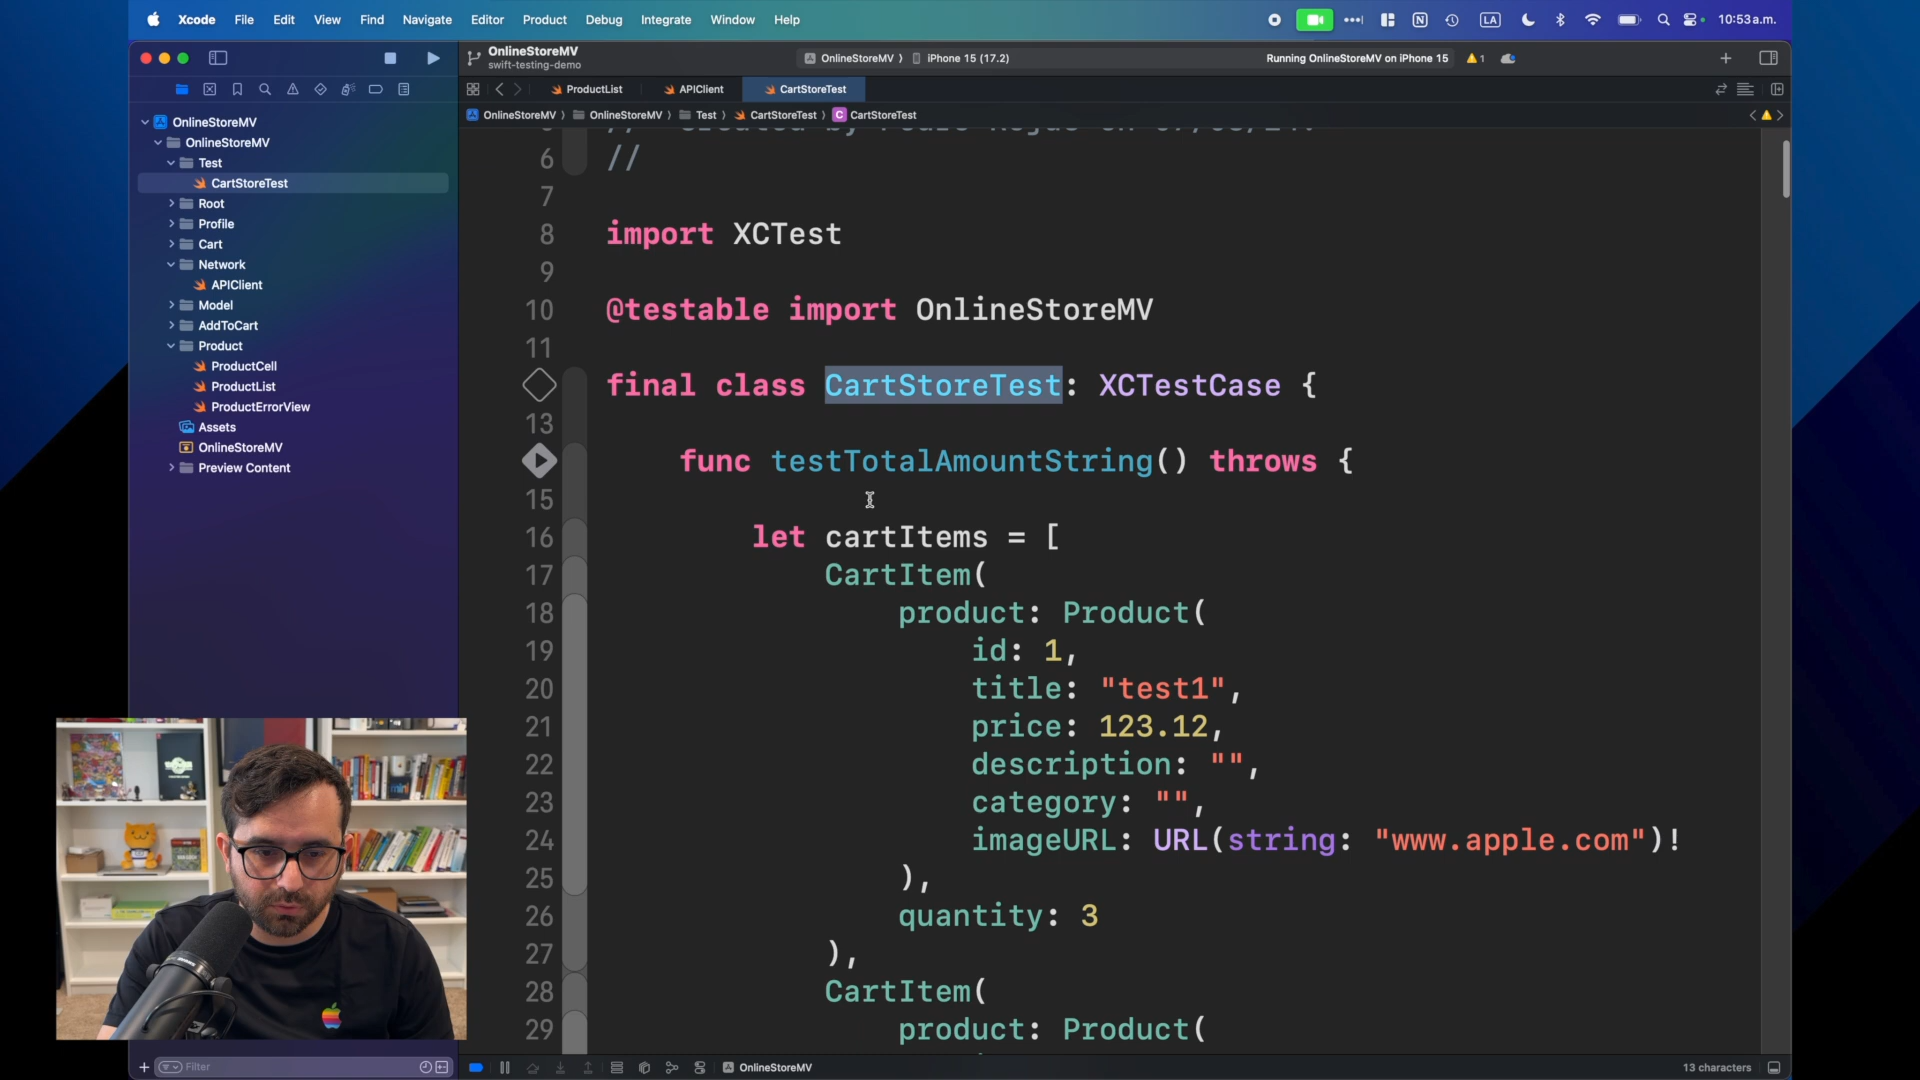 Xcode File Edit View Find Navigate Editor Product Debug Integrate Window Help LA 10:53 a.m.
OnlineStoreMV
swift-testing-demo
OnlineStoreMV 〉 iPhone 15 (17.2)
Running OnlineStoreMV on iPhone 15 1
ProductList APIClient CartStoreTest
OnlineStoreMV 〉 OnlineStoreMV 〉 Test 〉 CartStoreTest 〉 C CartStoreTest
OnlineStoreMV
OnlineStoreMV
Test
CartStoreTest
Root
Profile
Cart
Network
APIClient
Model
AddToCart
Product
ProductCell
ProductList
ProductErrorView
Assets
OnlineStoreMV
Preview Content
Filter
6 //
7
8 import XCTest
9
10 @testable import OnlineStoreMV
11
final class CartStoreTest: XCTestCase {
13
func testTotalAmountString() throws {
15
16 let cartItems = [
17 CartItem(
18 product: Product(
19 id: 1,
20 title: "test1",
21 price: 123.12,
22 description: "",
23 category: "",
24 imageURL: URL(string: "www.apple.com")!
25 ),
26 quantity: 3
27 ),
28 CartItem(
29 product: Product(
OnlineStoreMV
13 characters